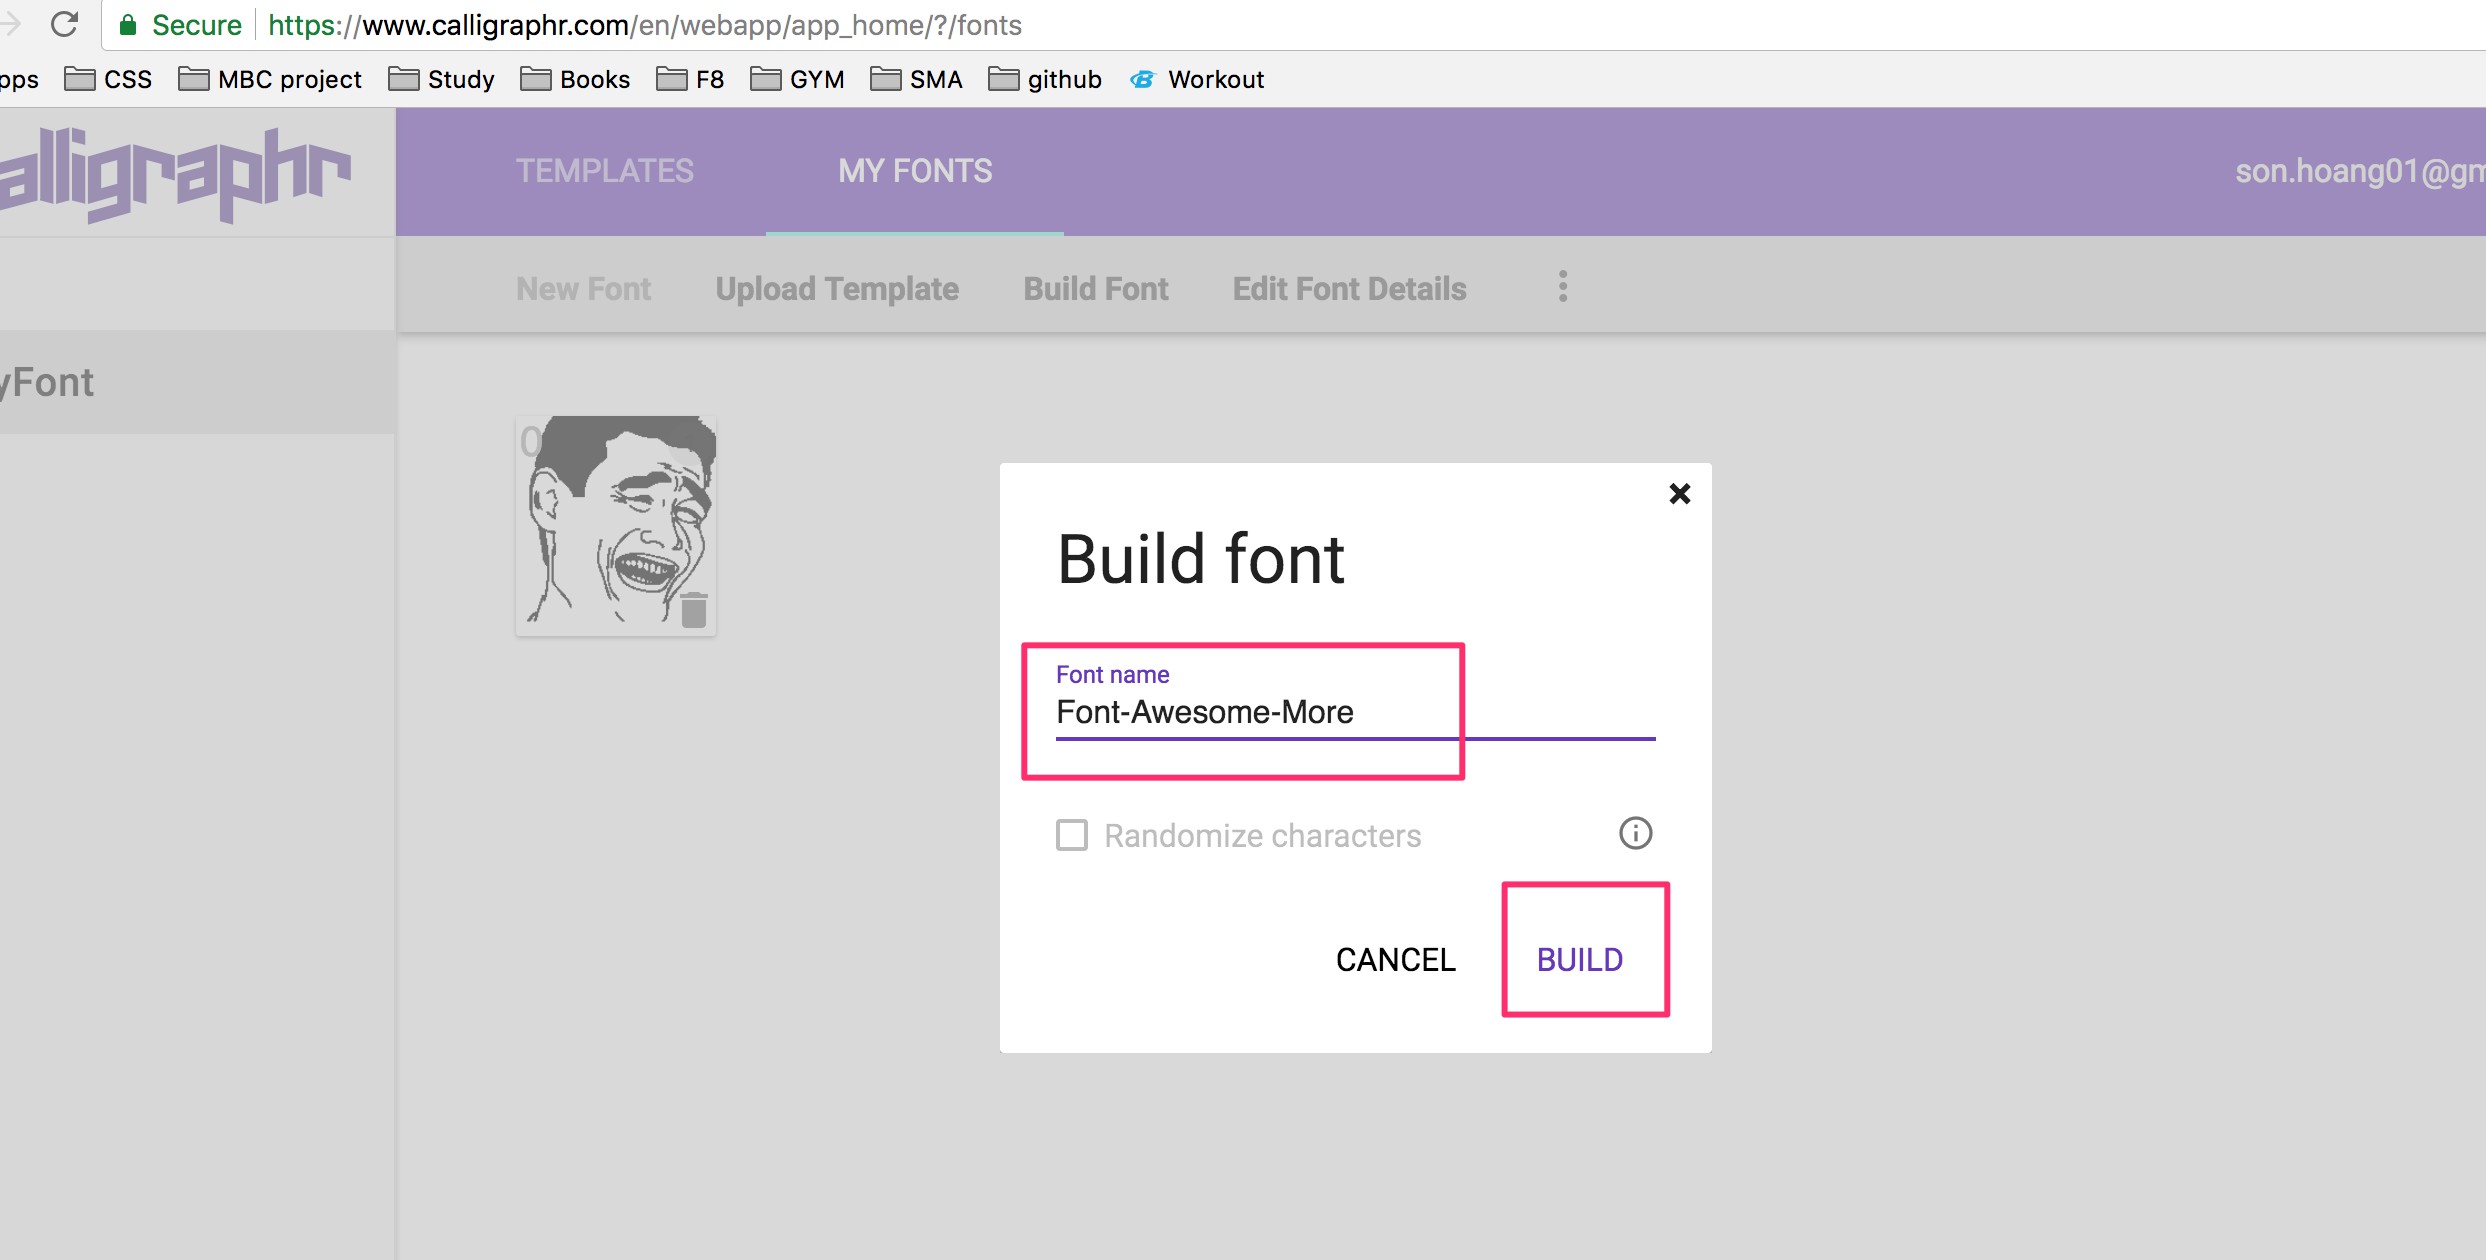 Secure https://www.calligraphr.com/en/webapp/app_home/?/fonts
pps CSS MBC project Study Books F8 GYM SMA github Workout
alligraphr TEMPLATES MY FONTS son.hoang01@gm
New Font Upload Template Build Font Edit Font Details
yFont
0
Build font
Font name
Font-Awesome-More
Randomize characters
CANCEL BUILD